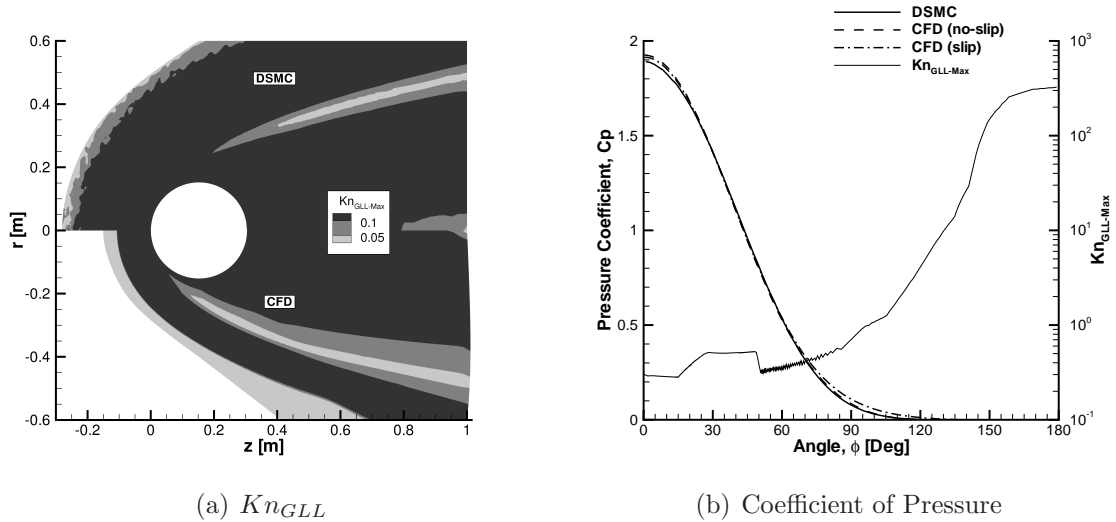 DSMC
CFD (no-slip)
CFD (slip)
Kn_GLL-Max
0.6
0.4
0.2
0
-0.2
-0.4
-0.6
r [m]
DSMC
Kn_GLL-Max
0.1
0.05
CFD
-0.2 0 0.2 0.4 0.6 0.8 1
z [m]
2
1.5
1
0.5
0
Pressure Coefficient, Cp
10^3
10^2
10^1
10^0
10^-1
Kn_GLL-Max
0 30 60 90 120 150 180
Angle, ϕ [Deg]
(a) Kn_GLL
(b) Coefficient of Pressure